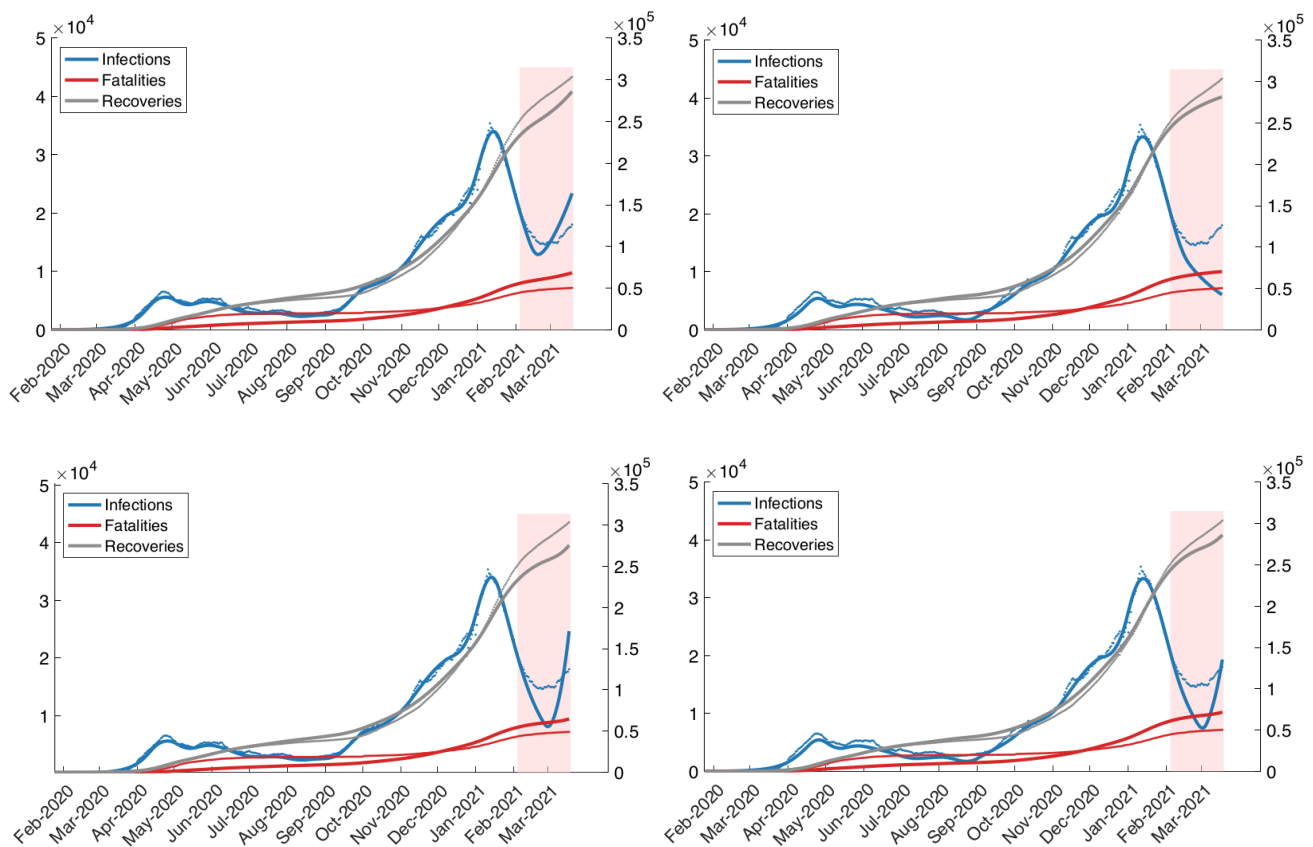 ×10⁴
×10⁵
5
4
3
2
1
0
3.5
3
2.5
2
1.5
1
0.5
0
Infections
Fatalities
Recoveries
Feb-2020
Mar-2020
Apr-2020
May-2020
Jun-2020
Jul-2020
Aug-2020
Sep-2020
Oct-2020
Nov-2020
Dec-2020
Jan-2021
Feb-2021
Mar-2021
×10⁴
×10⁵
5
4
3
2
1
0
3.5
3
2.5
2
1.5
1
0.5
0
Infections
Fatalities
Recoveries
Feb-2020
Mar-2020
Apr-2020
May-2020
Jun-2020
Jul-2020
Aug-2020
Sep-2020
Oct-2020
Nov-2020
Dec-2020
Jan-2021
Feb-2021
Mar-2021
×10⁴
×10⁵
5
4
3
2
1
3.5
3
2.5
2
1.5
1
0.5
0
Infections
Fatalities
Recoveries
Feb-2020
Mar-2020
Apr-2020
May-2020
Jun-2020
Jul-2020
Aug-2020
Sep-2020
Oct-2020
Nov-2020
Dec-2020
Jan-2021
Feb-2021
Mar-2021
×10⁴
×10⁵
5
4
3
2
1
0
3.5
3
2.5
2
1.5
1
0.5
0
Infections
Fatalities
Recoveries
Feb-2020
Mar-2020
Apr-2020
May-2020
Jun-2020
Jul-2020
Aug-2020
Sep-2020
Oct-2020
Nov-2020
Dec-2020
Jan-2021
Feb-2021
Mar-2021